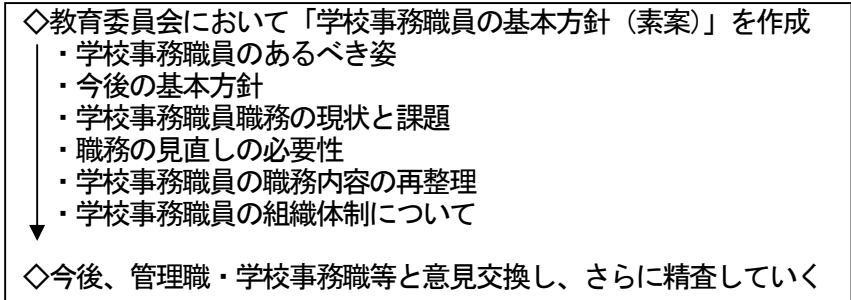 ◇教育委員会において「学校事務職員の基本方針（素案）」を作成
・学校事務職員のあるべき姿
・今後の基本方針
・学校事務職員職務の現状と課題
・職務の見直しの必要性
・学校事務職員の職務内容の再整理
・学校事務職員の組織体制について
◇今後、管理職・学校事務職等と意見交換し、さらに精査していく